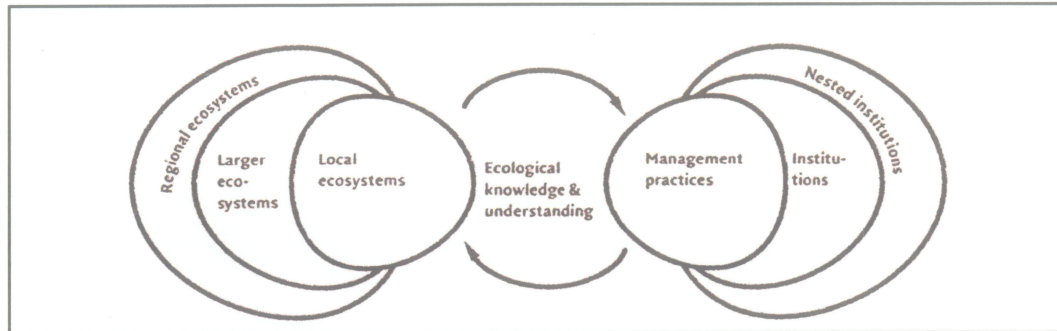 Regional ecosystems
Larger
eco-
systems
Local
ecosystems
Ecological
knowledge &
understanding
Management
practices
Institu-
tions
Nested institutions